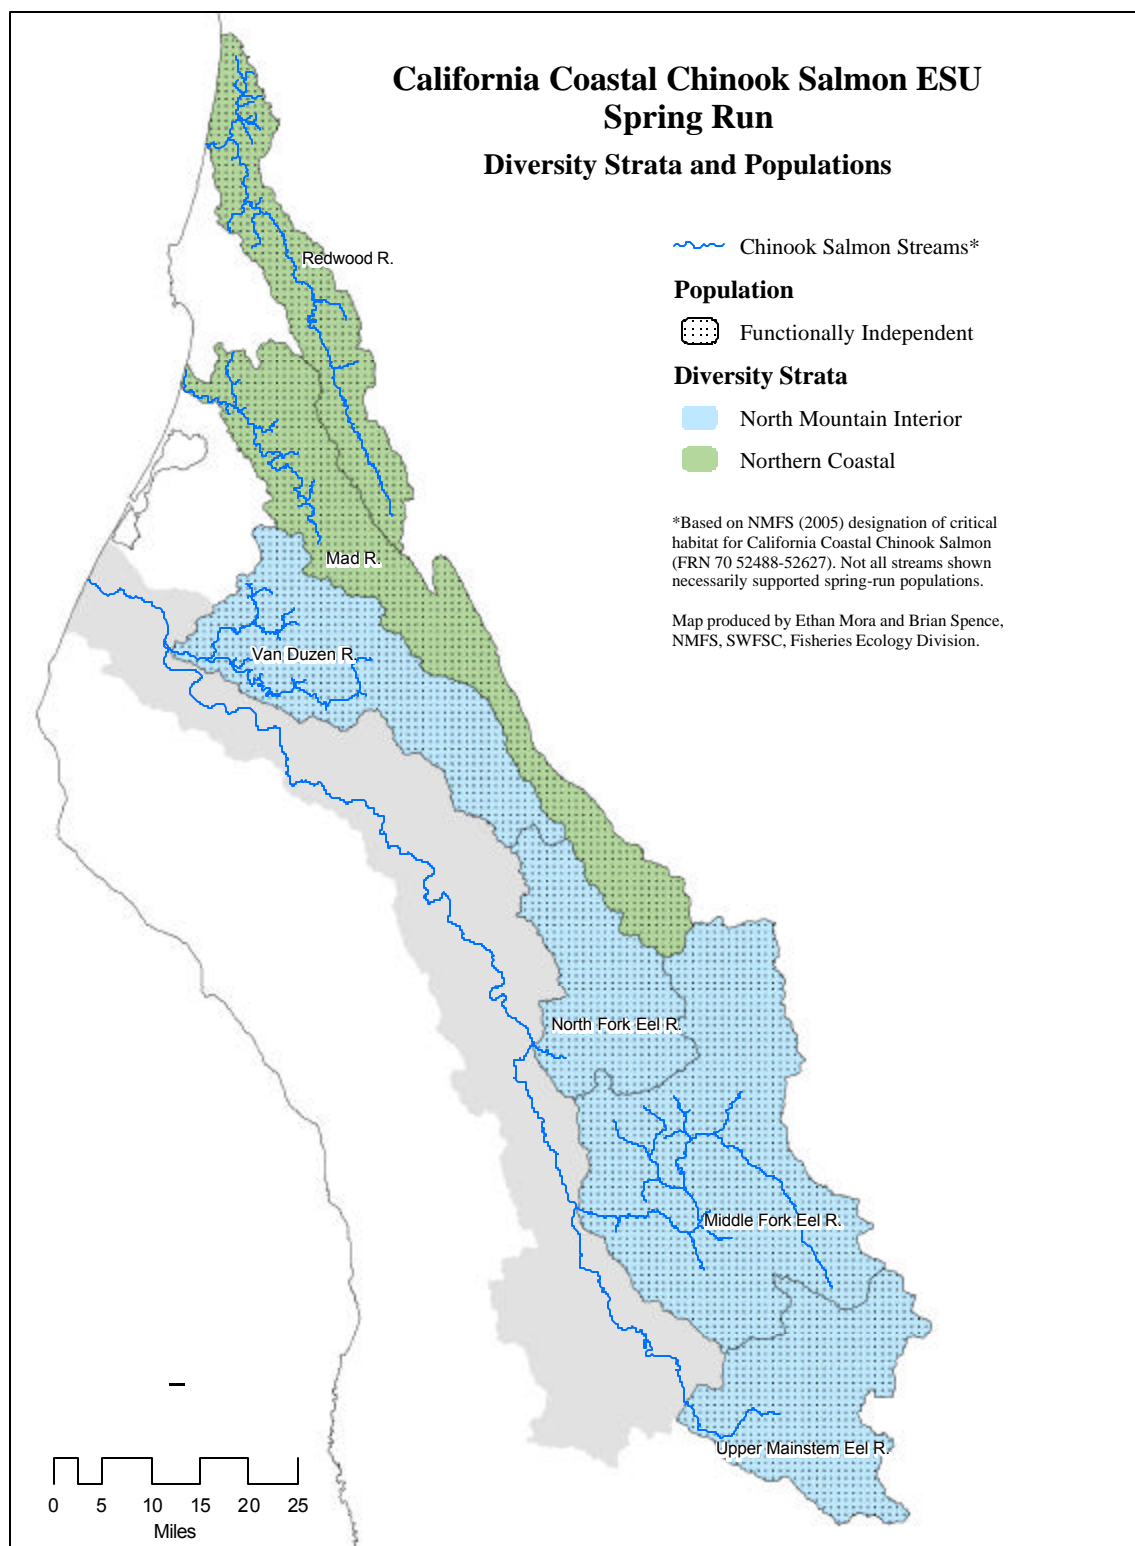 California Coastal Chinook Salmon ESU
Spring Run
Diversity Strata and Populations
Chinook Salmon Streams*
Population
Functionally Independent
Diversity Strata
North Mountain Interior
Northern Coastal
*Based on NMFS (2005) designation of critical
habitat for California Coastal Chinook Salmon
(FRN 70 52488-52627). Not all streams shown
necessarily supported spring-run populations.
Map produced by Ethan Mora and Brian Spence,
NMFS, SWFSC, Fisheries Ecology Division.
Redwood R.
Mad R.
Van Duzen R.
North Fork Eel R.
Middle Fork Eel R.
Upper Mainstem Eel R.
0 5 10 15 20 25
Miles